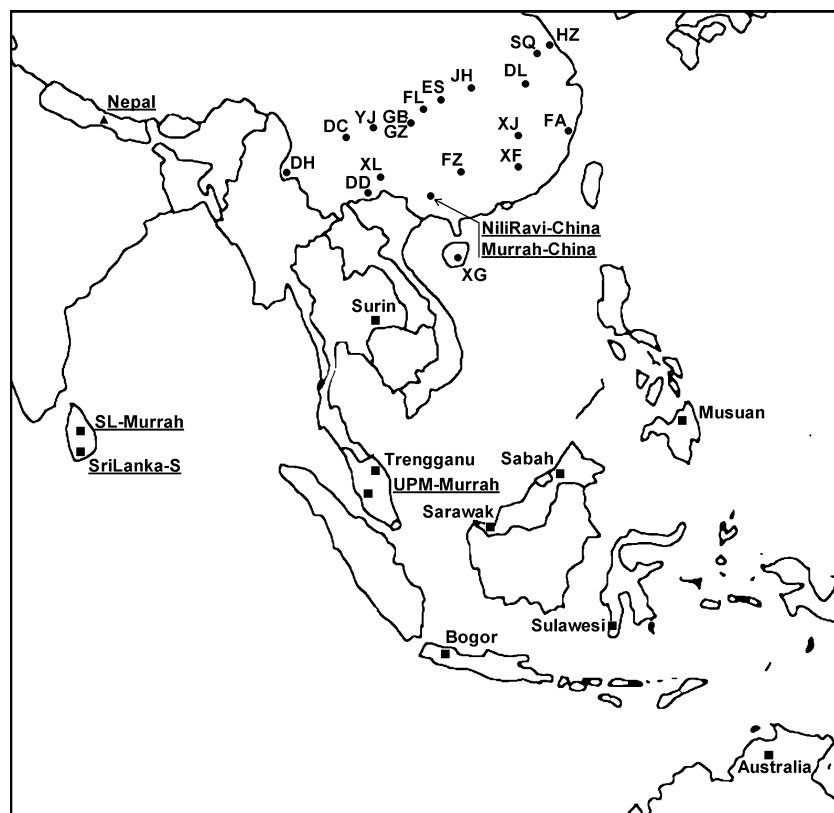 HZ
SQ
JH
DL
ES
Nepal
FL
YJ
GB
GZ
DC
XJ
FA
DH
XL
FZ
XF
DD
NiliRavi-China
Murrah-China
XG
Surin
SL-Murrah
Musuan
SriLanka-S
Trengganu
Sabah
UPM-Murrah
Sarawak
Sulawesi
Bogor
Australia